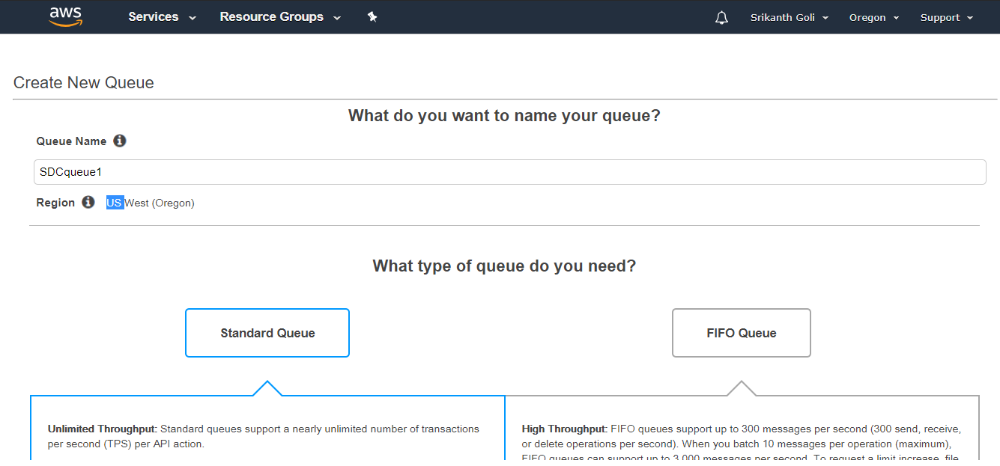 aws Services Resource Groups Srikanth Goli Oregon Support
Create New Queue
What do you want to name your queue?
Queue Name
SDCqueue1
Region US West (Oregon)
What type of queue do you need?
Standard Queue
FIFO Queue
Unlimited Throughput: Standard queues support a nearly unlimited number of transactions
per second (TPS) per API action.
High Throughput: FIFO queues support up to 300 messages per second (300 send, receive,
or delete operations per second). When you batch 10 messages per operation (maximum),
FIFO queues can support up to 3,000 messages per second. To request a limit increase, file